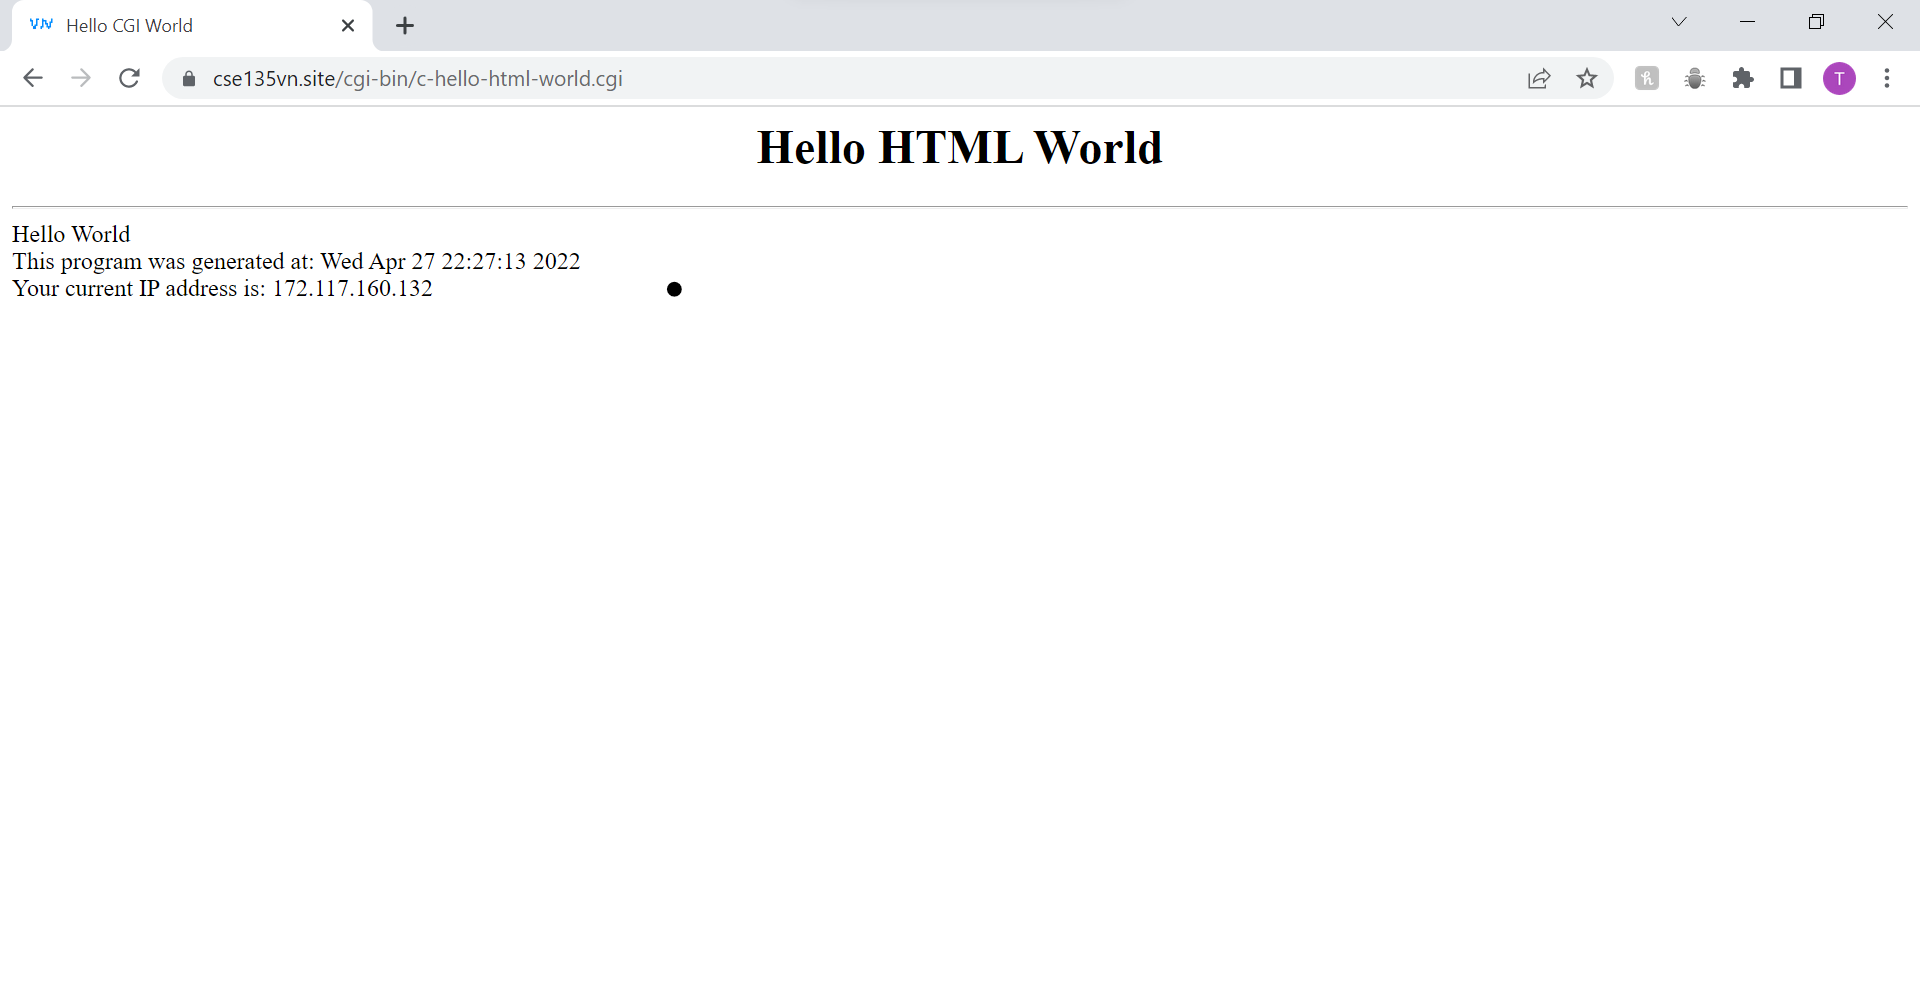 Hello CGI World
cse135vn.site/cgi-bin/c-hello-html-world.cgi
T
Hello HTML World
Hello World
This program was generated at: Wed Apr 27 22:27:13 2022
Your current IP address is: 172.117.160.132